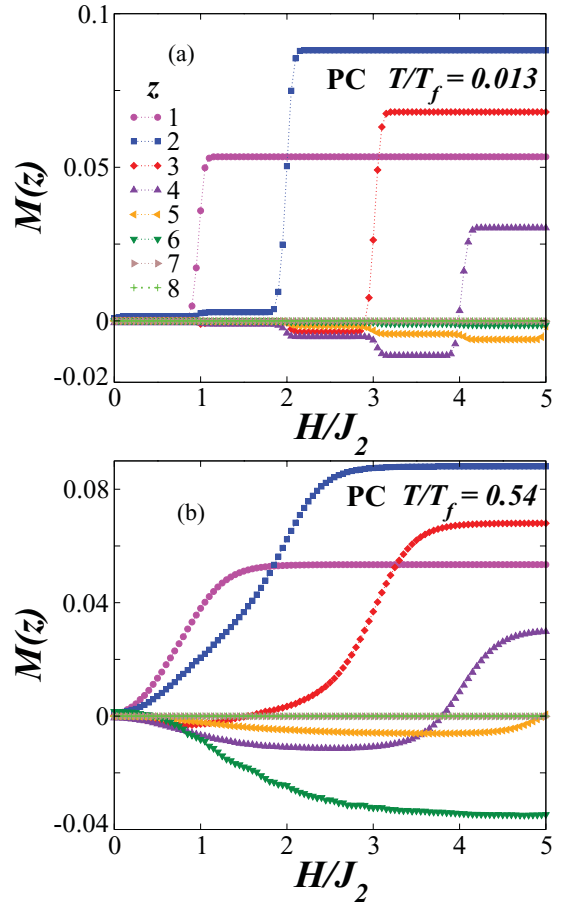 0.1
(a)
PC T/T_f = 0.013
z
1
2
3
4
5
6
7
8
M(z)
0.05
0
-0.02
0 1 2 3 4 5
H/J_2
0.08
(b)
PC T/T_f = 0.54
M(z)
0.04
0
-0.04
0 1 2 3 4 5
H/J_2